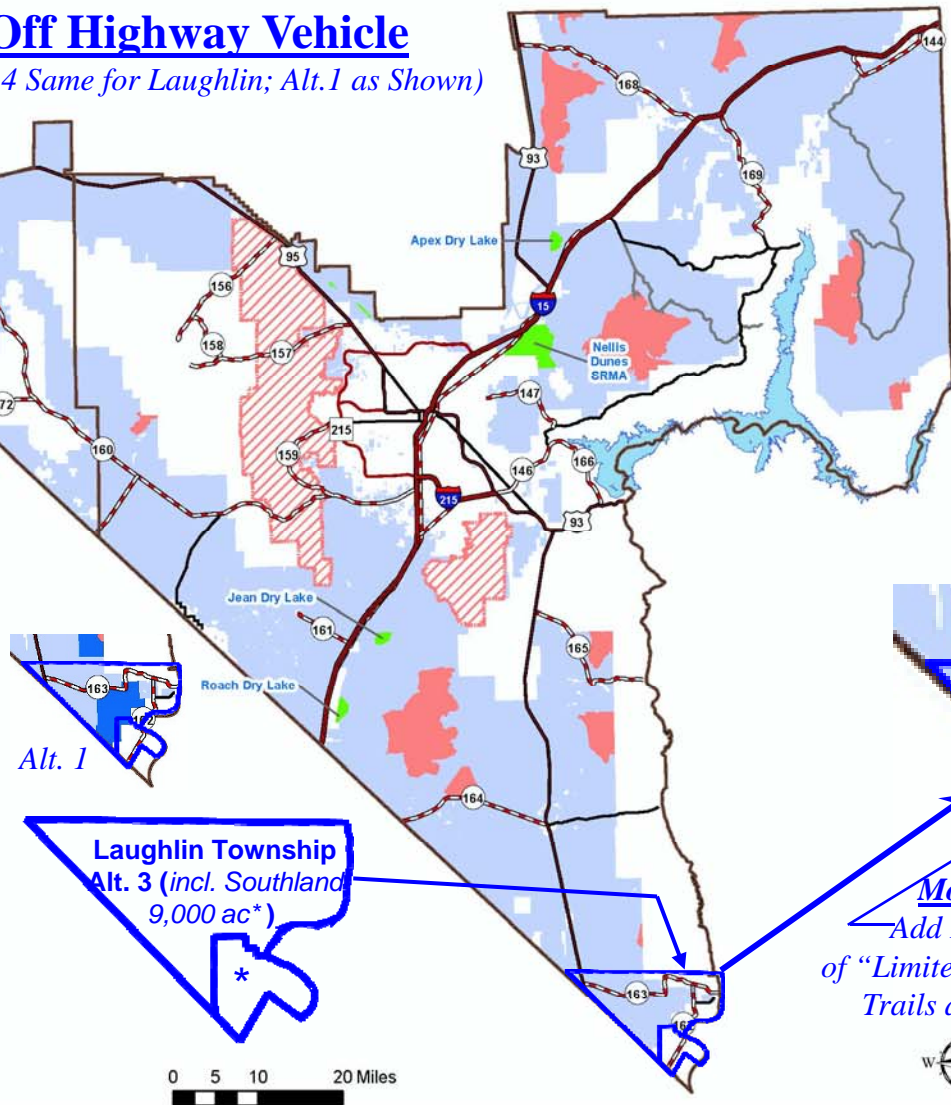 Off Highway Vehicle
4 Same for Laughlin; Alt.1 as Shown)
144
168
93
169
Apex Dry Lake
95
156
15
158
157
Nellis
Dunes
SRMA
147
72
215
160
159
146
166
215
93
Jean Dry Lake
161
165
Roach Dry Lake
163
162
Alt. 1
164
Laughlin Township
Alt. 3 (incl. Southland
9,000 ac*)
*
Add
of “Limite
Trails a
163
162
W
0 5 10 20 Miles